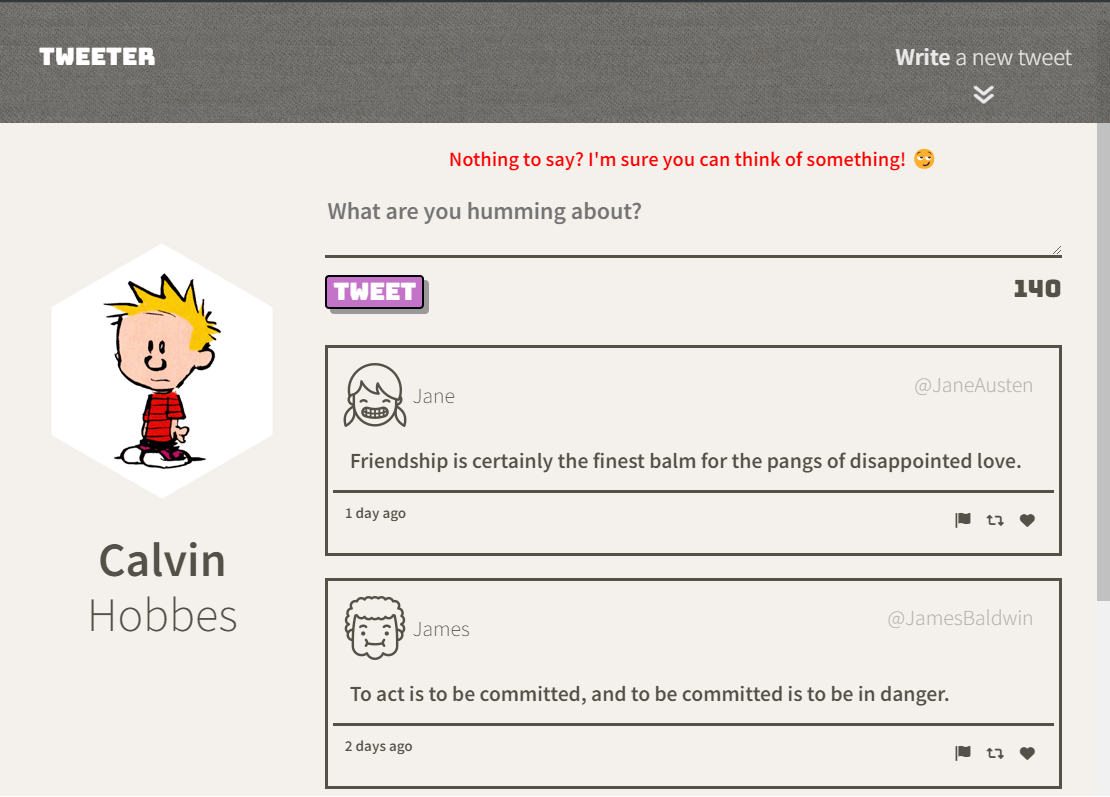 TWEETER
Write a new tweet
Nothing to say? I'm sure you can think of something! 🙄
What are you humming about?
TWEET
140
Calvin
Hobbes
Jane
@JaneAusten
Friendship is certainly the finest balm for the pangs of disappointed love.
1 day ago
James
@JamesBaldwin
To act is to be committed, and to be committed is to be in danger.
2 days ago